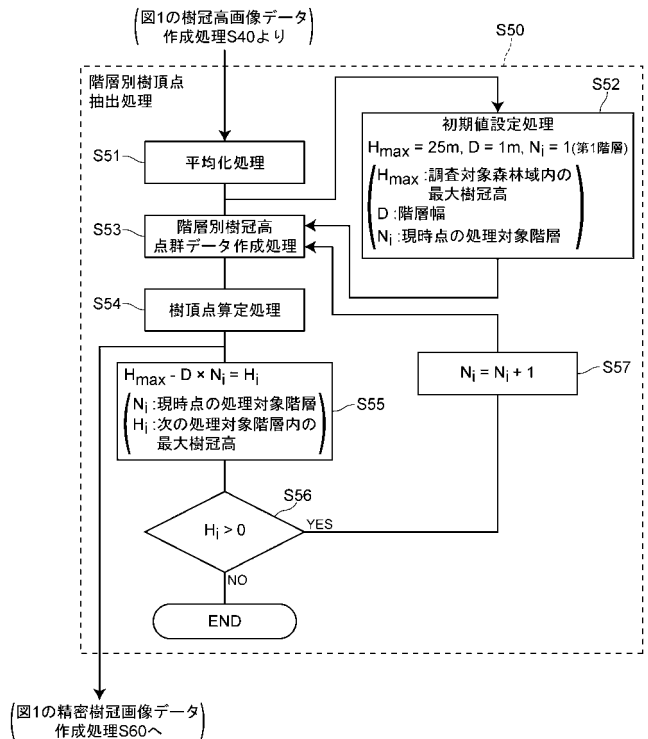 (図1の樹冠高画像データ
作成処理S40より)
S50
階層別樹頂点
抽出処理
S52
初期値設定処理
Hmax = 25m, D = 1m, Ni = 1(第1階層)
(Hmax :調査対象森林域内の
最大樹冠高
D :階層幅
Ni :現時点の処理対象階層)
S51
平均化処理
S53
階層別樹冠高
点群データ作成処理
S54
樹頂点算定処理
Hmax - D × Ni = Hi
(Ni :現時点の処理対象階層
Hi :次の処理対象階層内の
最大樹冠高)
S55
Ni = Ni + 1
S57
S56
Hi > 0
YES
NO
END
(図1の精密樹冠画像データ
作成処理S60へ)